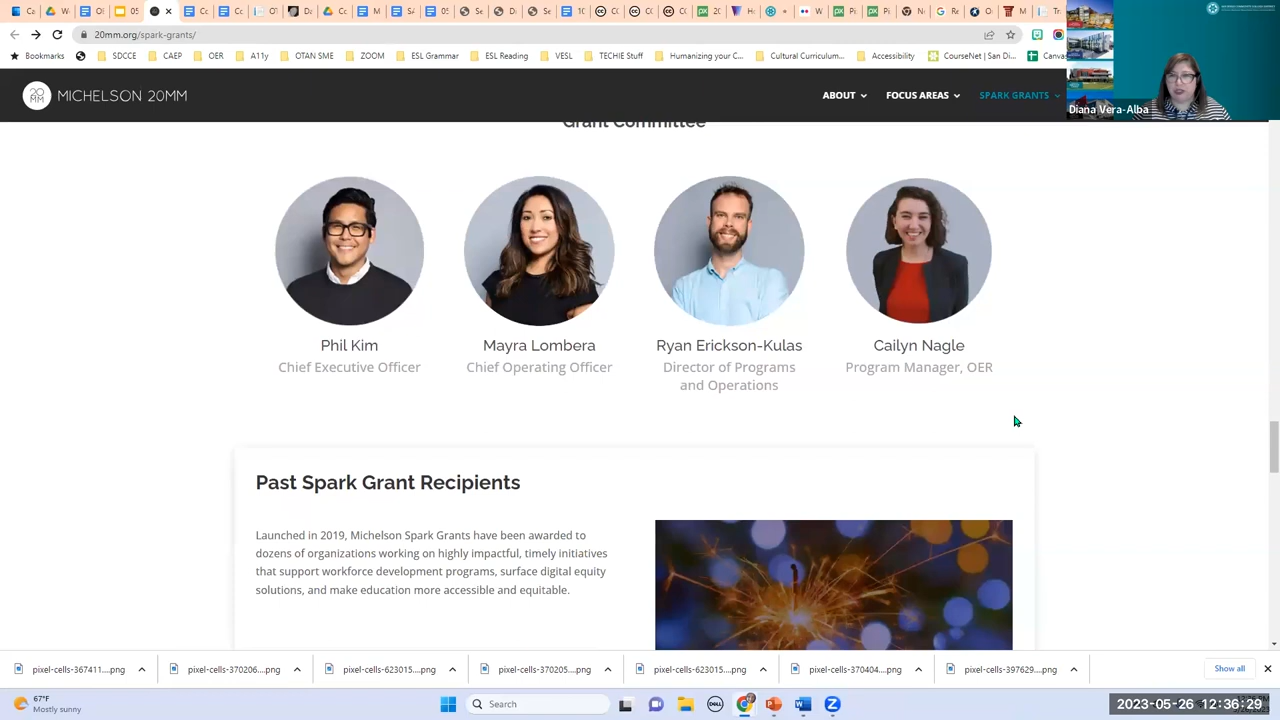 20mm.org/spark-grants/
Bookmarks SDCun CAEP OER A11y OTAN SME ESL Grammar ESL Reading VESL TECHIE Stuff Humanizing your C... Cultural Curriculum... Accessibility CourseNet | San Di...
20
MM
MICHELSON 20MM
ABOUT FOCUS AREAS SPARK GRANTS
Diana Vera-Alba
Grant Committee
Phil Kim Mayra Lombera Ryan Erickson-Kulas Cailyn Nagle
Chief Executive Officer Chief Operating Officer Director of Programs Program Manager, OER
and Operations
Past Spark Grant Recipients
Launched in 2019, Michelson Spark Grants have been awarded to
dozens of organizations working on highly impactful, timely initiatives
that support workforce development programs, surface digital equity
solutions, and make education more accessible and equitable.
pixel-cells-367411....png pixel-cells-370206....png pixel-cells-623015....png pixel-cells-370205....png pixel-cells-623015....png pixel-cells-370404....png pixel-cells-397629....png Show all
67°F
Mostly sunny
Search
DELL
2023-05-26 12:36:29